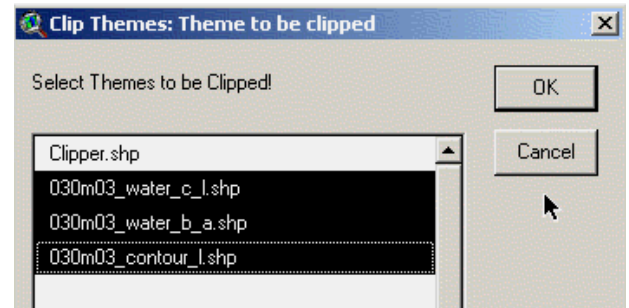 Clip Themes: Theme to be clipped
Select Themes to be Clipped!
OK
Cancel
Clipper.shp
030m03_water_c_l.shp
030m03_water_b_a.shp
030m03_contour_l.shp